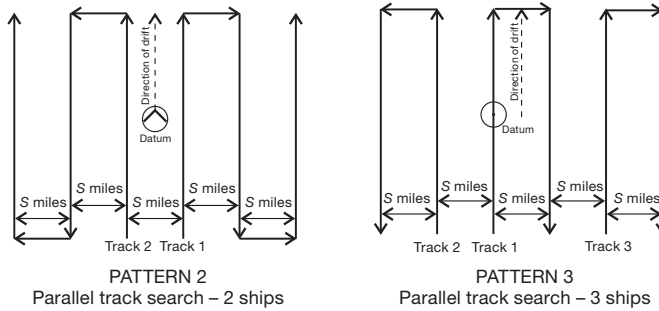 Direction of drift
Datum
S miles
S miles
S miles
S miles
S miles
Track 2
Track 1
PATTERN 2
Parallel track search – 2 ships
Direction of drift
Datum
S miles
S miles
S miles
S miles
S miles
Track 2
Track 1
Track 3
PATTERN 3
Parallel track search – 3 ships